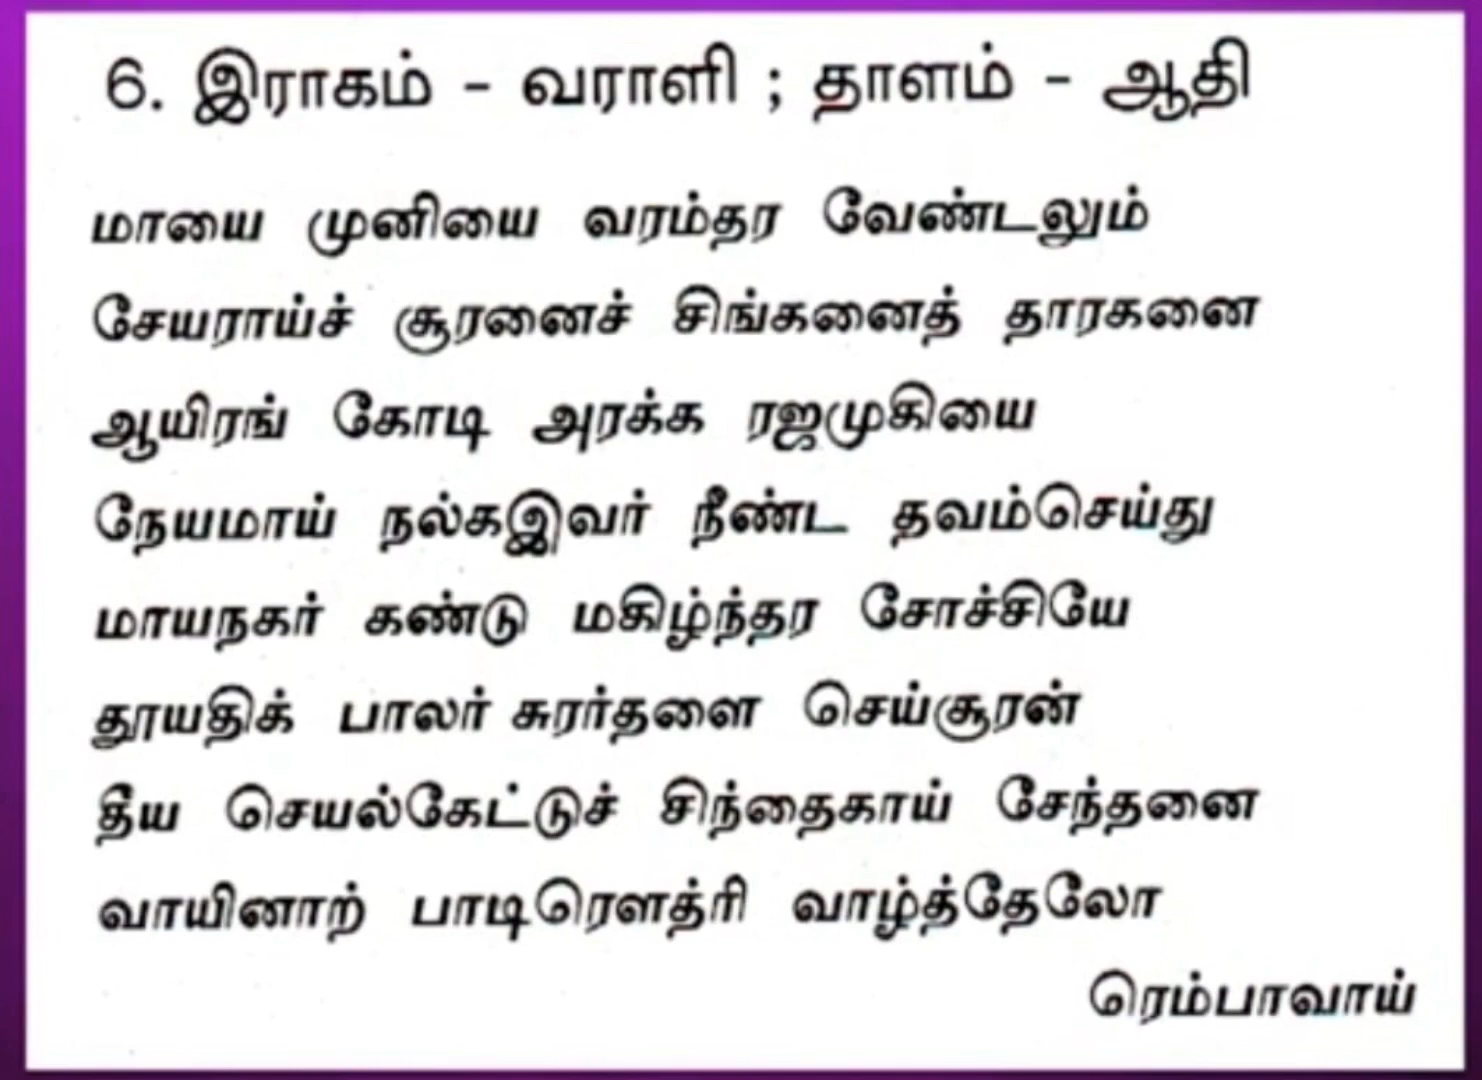 6. இராகம் - வராளி ; தாளம் - ஆதி
மாயை முனியை வரம்தர வேண்டலும்
சேயராய்ச் சூரனைச் சிங்கனைத் தாரகனை
ஆயிரங் கோடி அரக்க ரஜமுகியை
நேயமாய் நல்கஇவர் நீண்ட தவம்செய்து
மாயநகர் கண்டு மகிழ்ந்தர சோச்சியே
தூயதிக் பாலர் சுரர்தளை செய்சூரன்
தீய செயல்கேட்டுச் சிந்தைகாய் சேந்தனை
வாயினாற் பாடிரௌத்ரி வாழ்த்தேலோ
ரெம்பாவாய்